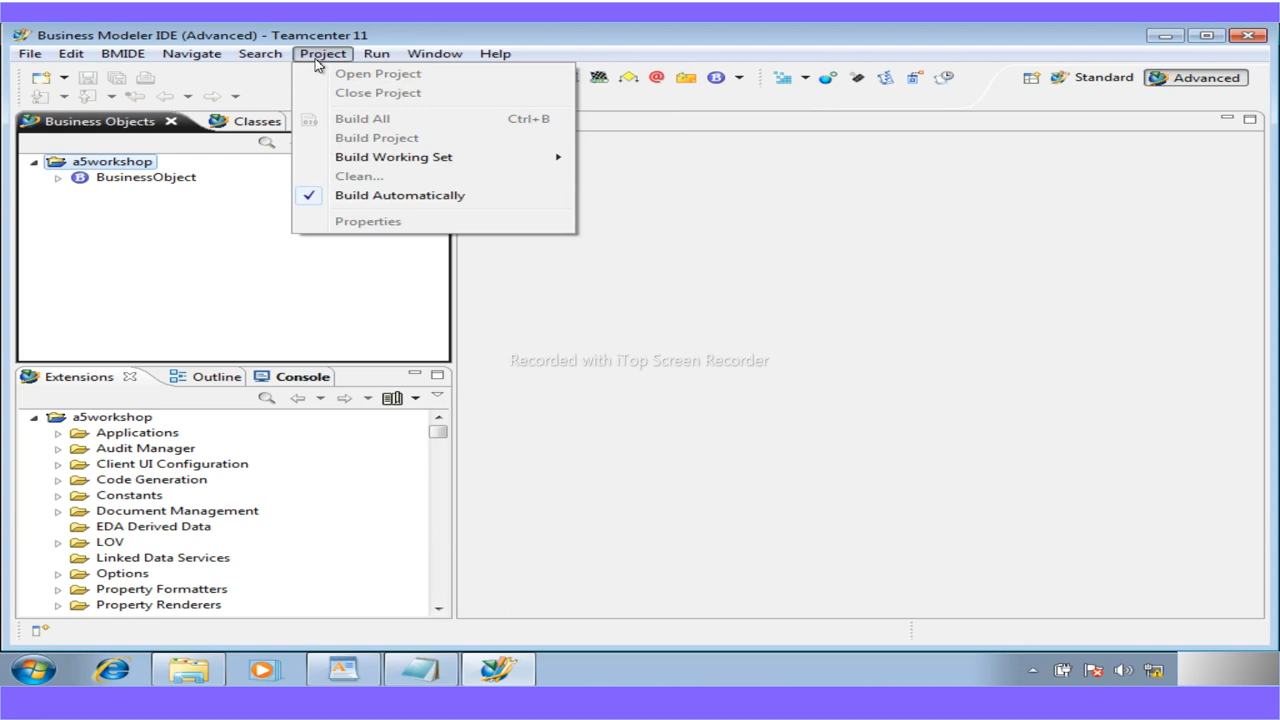 Business Modeler IDE (Advanced) - Teamcenter 11
File Edit BMIDE Navigate Search Project Run Window Help
Open Project
Close Project
Build All Ctrl+B
Build Project
Build Working Set
Clean...
Build Automatically
Properties
Standard Advanced
Business Objects Classes
a5workshop
BusinessObject
Recorded with iTop Screen Recorder
Extensions Outline Console
a5workshop
Applications
Audit Manager
Client UI Configuration
Code Generation
Constants
Document Management
EDA Derived Data
LOV
Linked Data Services
Options
Property Formatters
Property Renderers